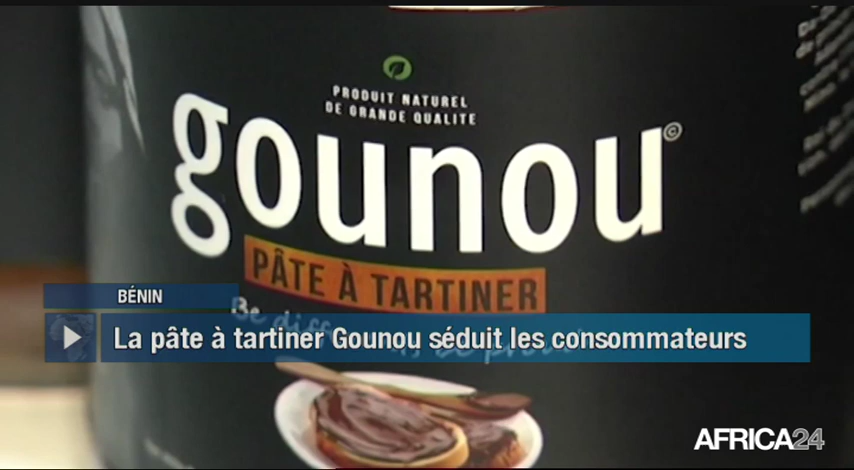 PRODUIT NATUREL
DE GRANDE QUALITE
gounou©
PÂTE À TARTINER
BÉNIN
La pâte à tartiner Gounou séduit les consommateurs
AFRICA24